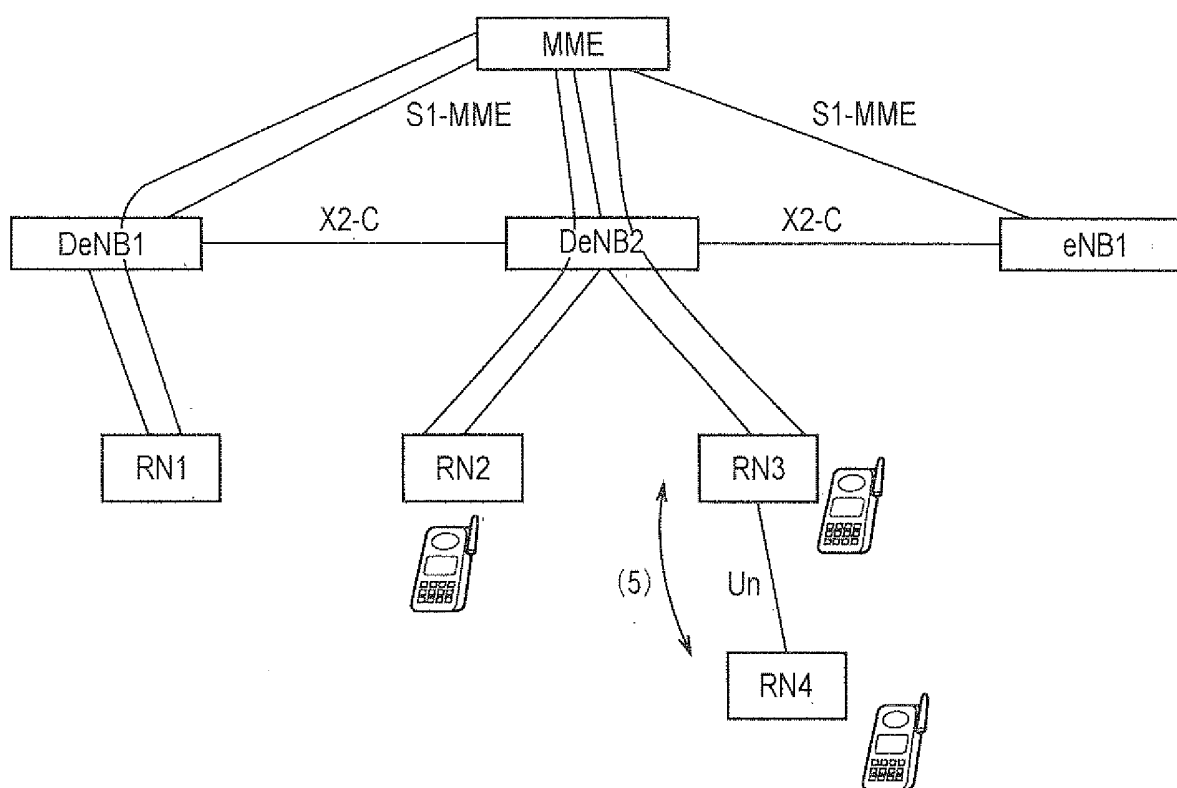 MME
S1-MME
S1-MME
X2-C
X2-C
DeNB1
DeNB2
eNB1
RN1
RN2
RN3
(5)
Un
RN4